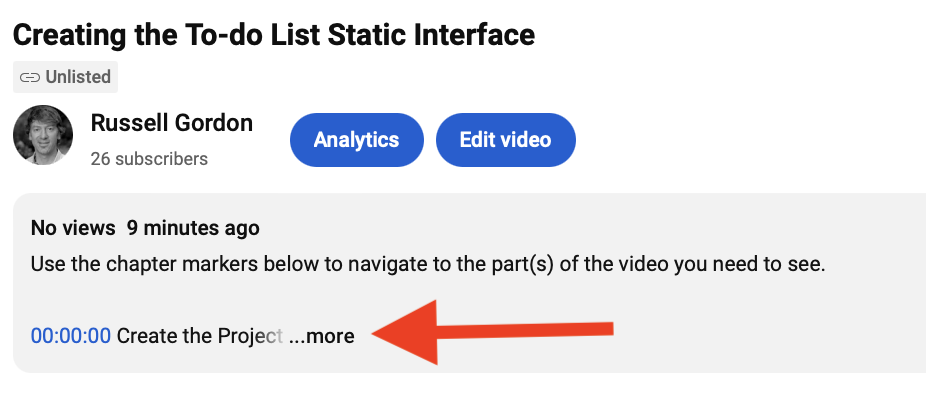 Creating the To-do List Static Interface
Unlisted
Russell Gordon
26 subscribers
Analytics
Edit video
No views 9 minutes ago
Use the chapter markers below to navigate to the part(s) of the video you need to see.
00:00:00 Create the Project ...more